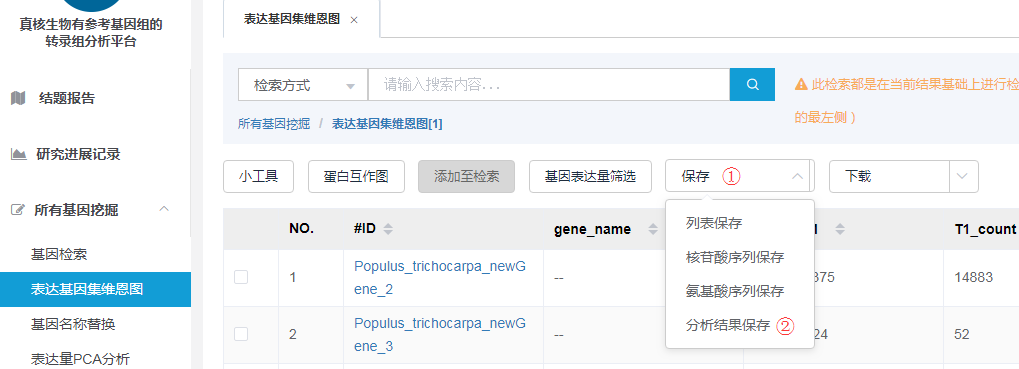 真核生物有参考基因组的
转录组分析平台
结题报告
研究进展记录
所有基因挖掘
基因检索
表达基因集维恩图
基因名称替换
表达量PCA分析
表达基因集维恩图 ×
检索方式 请输入搜索内容...
此检索都是在当前结果基础上进行检
的最左侧）
所有基因挖掘 / 表达基因集维恩图[1]
小工具 蛋白互作图 添加至检索 基因表达量筛选 保存 ① 下载
列表保存
核苷酸序列保存
氨基酸序列保存
分析结果保存 ②
NO. #ID gene_name T1_count
1 Populus_trichocarpa_newG
ene_2 -- 375 14883
2 Populus_trichocarpa_newG
ene_3 -- 24 52